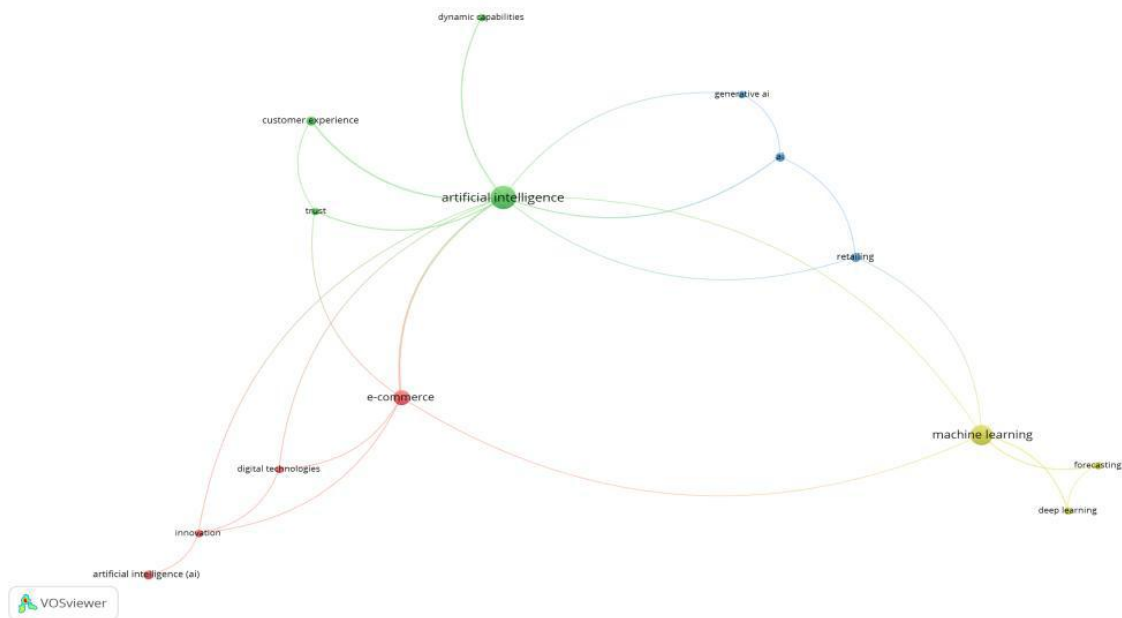 dynamic capabilities
generative ai
customer experience
ai
artificial intelligence
trust
retailing
e-commerce
machine learning
forecasting
digital technologies
deep learning
innovation
artificial intelligence (ai)
VOSviewer